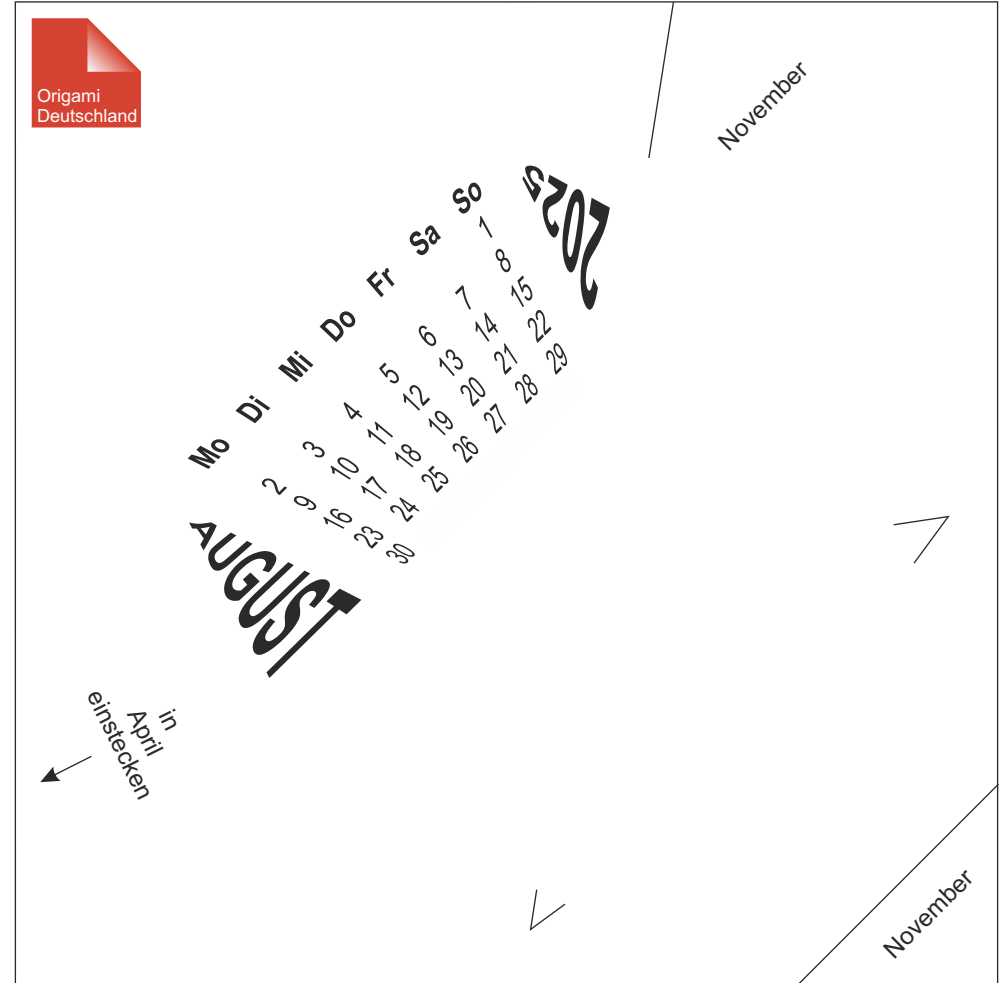 Origami
Deutschland
November
2025
Mo Di Mi Do Fr Sa So
1
2 3 4 5 6 7 8
9 10 11 12 13 14 15
16 17 18 19 20 21 22
23 24 25 26 27 28 29
30
AUGUST
in
April
einstecken
November